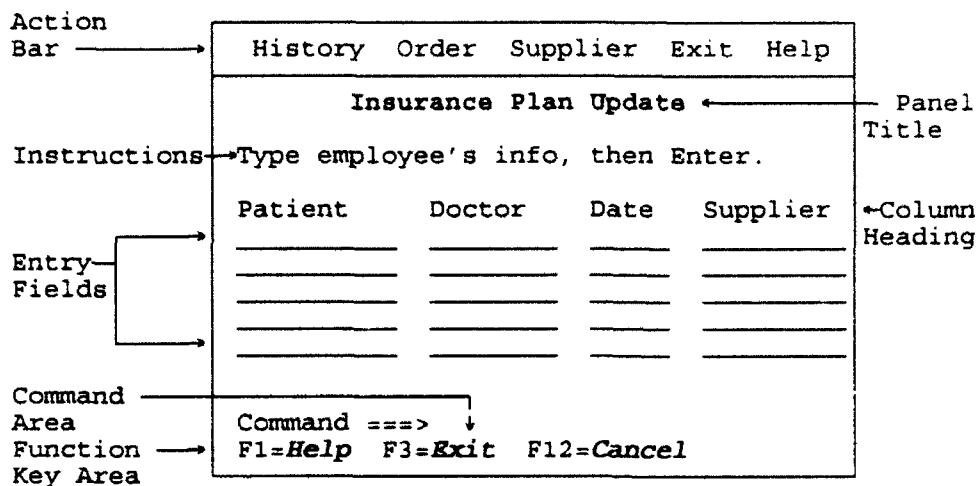 Action
Bar
History Order Supplier Exit Help
Insurance Plan Update
Panel
Title
Instructions
Type employee's info, then Enter.
Patient Doctor Date Supplier
Column
Heading
Entry
Fields
Command
Area
Command ===>
Function
Key Area
F1=Help F3=Exit F12=Cancel